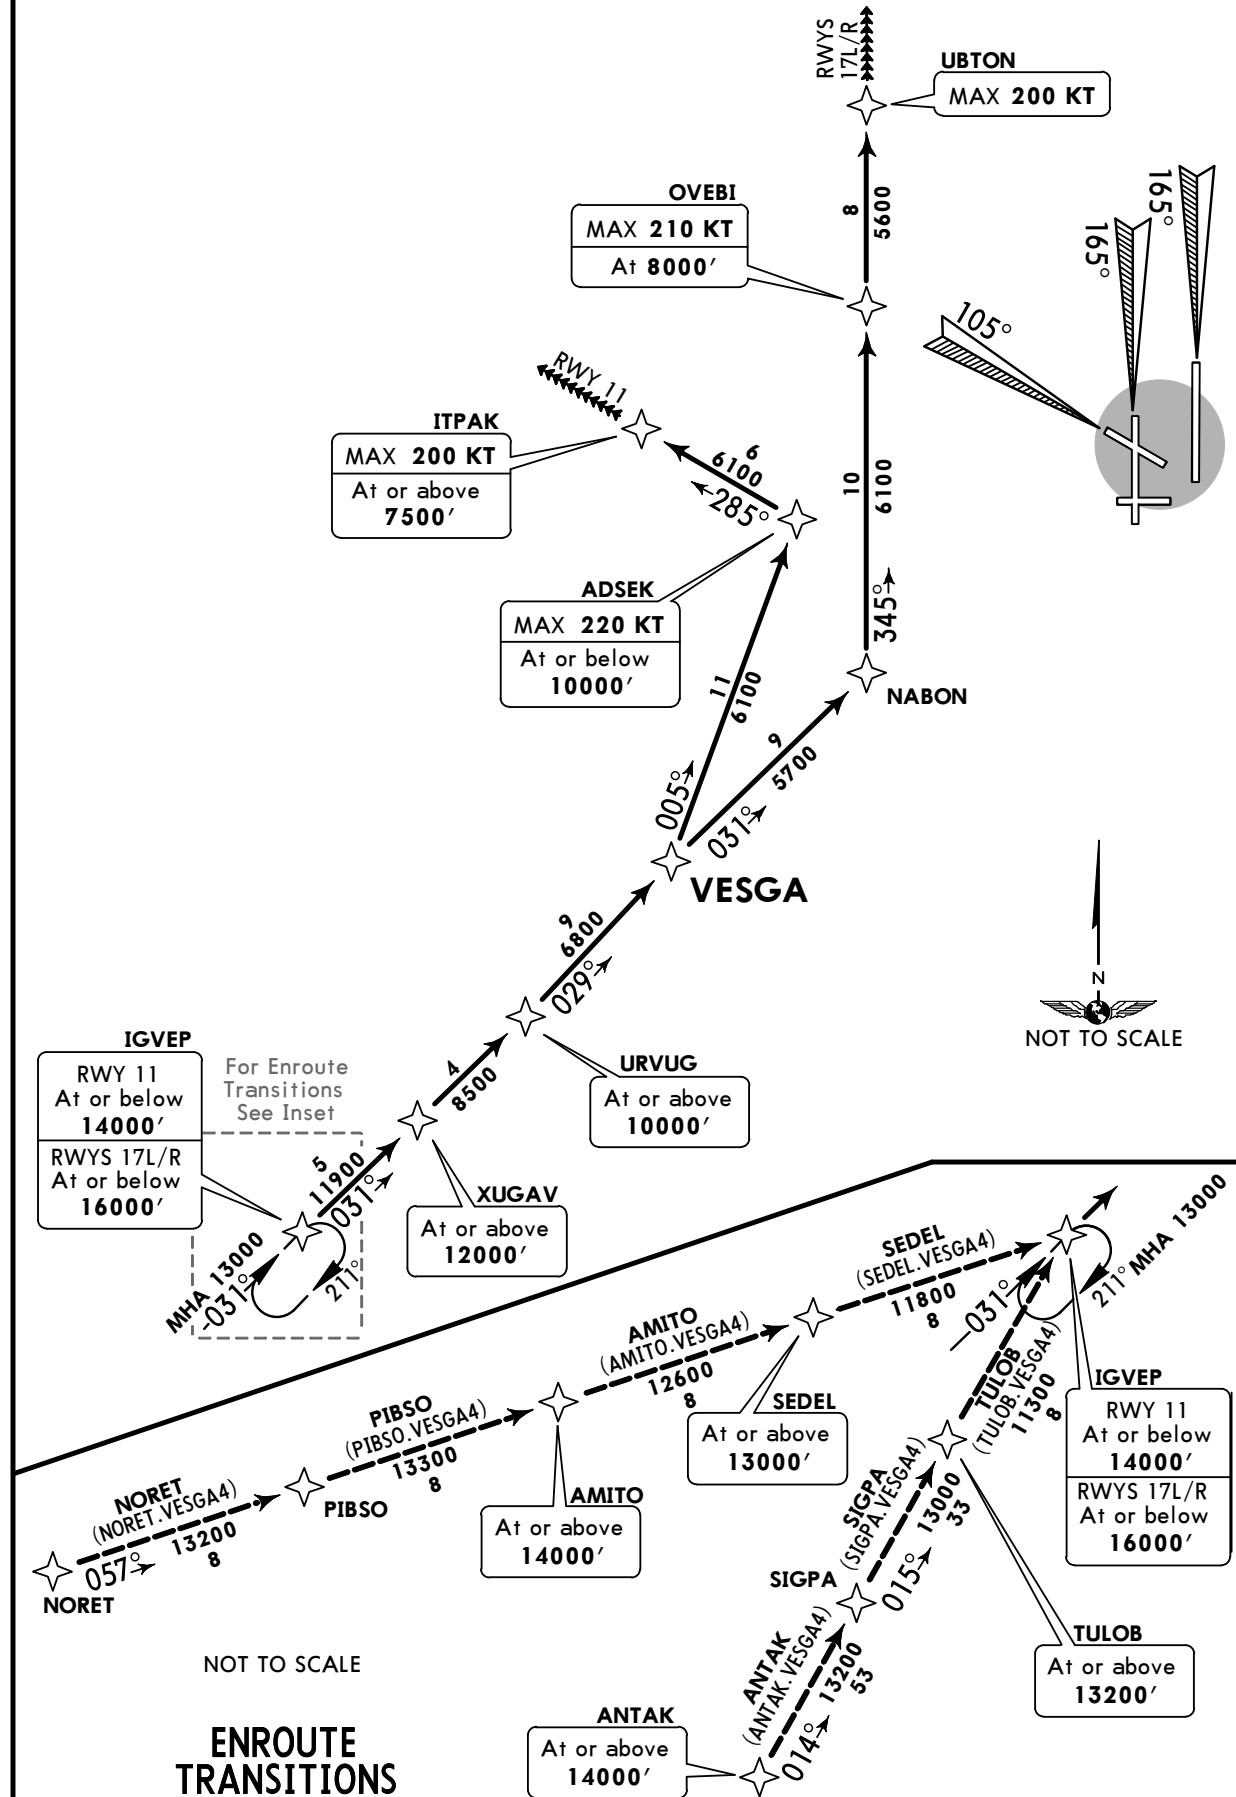 RWYS
17L/R
UBTON
MAX 200 KT
8
5600
OVEBI
MAX 210 KT
At 8000′
165°
165°
105°
RWY 11
ITPAK
MAX 200 KT
At or above
7500′
6
6100
285°
10
6100
345°
ADSEK
MAX 220 KT
At or below
10000′
NABON
11
6100
005°
9
5700
031°
VESGA
9
6800
029°
N
NOT TO SCALE
URVUG
At or above
10000′
4
8500
IGVEP
RWY 11
At or below
14000′
RWYS 17L/R
At or below
16000′
For Enroute
Transitions
See Inset
5
11900
031°
XUGAV
At or above
12000′
MHA 13000
031°
211°
SEDEL
(SEDEL.VESGA4)
11800
8
031°
211°
MHA 13000
AMITO
(AMITO.VESGA4)
12600
8
SEDEL
At or above
13000′
TULOB
(TULOB.VESGA4)
11300
8
IGVEP
RWY 11
At or below
14000′
RWYS 17L/R
At or below
16000′
PIBSO
(PIBSO.VESGA4)
13300
8
AMITO
At or above
14000′
NORET
(NORET.VESGA4)
13200
8
057°
PIBSO
NORET
SIGPA
(SIGPA.VESGA4)
13000
33
015°
SIGPA
TULOB
At or above
13200′
ANTAK
(ANTAK.VESGA4)
13200
53
014°
ANTAK
At or above
14000′
NOT TO SCALE
ENROUTE
TRANSITIONS